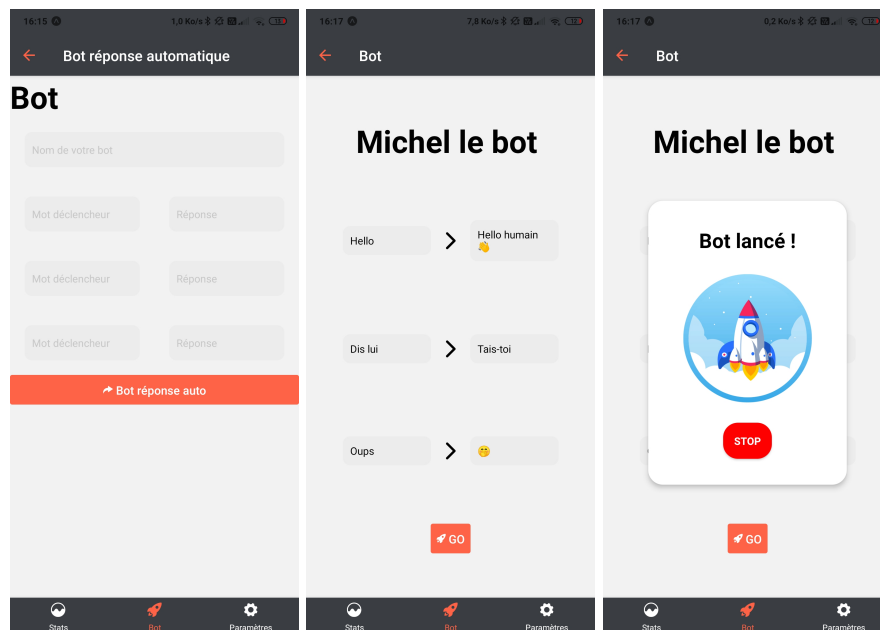 16:15
1,0 Ko/s
12
Bot réponse automatique
Bot
Nom de votre bot
Mot déclencheur
Réponse
Mot déclencheur
Réponse
Mot déclencheur
Réponse
Bot réponse auto
Stats
Bot
Paramètres
16:17
7,8 Ko/s
12
Bot
Michel le bot
Hello
Hello humain
👋
Dis lui
Tais-toi
Oups
🤭
GO
Stats
Bot
Paramètres
16:17
0,2 Ko/s
12
Bot
Michel le bot
Bot lancé !
STOP
GO
Stats
Bot
Paramètres